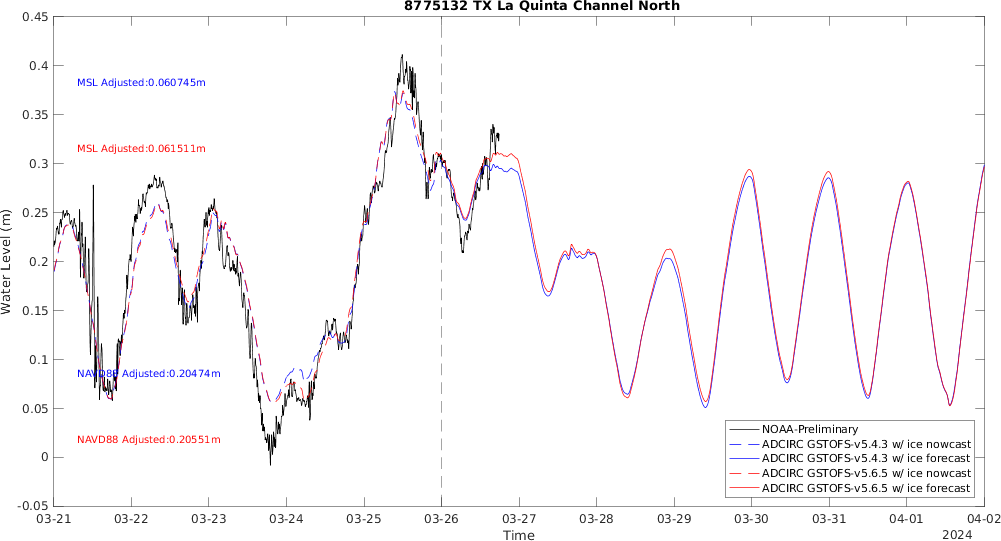 8775132 TX La Quinta Channel North
0.45
0.4
0.35
0.3
0.25
0.2
0.15
0.1
0.05
0
-0.05
Water Level (m)
MSL Adjusted:0.060745m
MSL Adjusted:0.061511m
NAVD88 Adjusted:0.20474m
NAVD88 Adjusted:0.20551m
NOAA-Preliminary
ADCIRC GSTOFS-v5.4.3 w/ ice nowcast
ADCIRC GSTOFS-v5.4.3 w/ ice forecast
ADCIRC GSTOFS-v5.6.5 w/ ice nowcast
ADCIRC GSTOFS-v5.6.5 w/ ice forecast
03-21 03-22 03-23 03-24 03-25 03-26 03-27 03-28 03-29 03-30 03-31 04-01 04-02
Time
2024